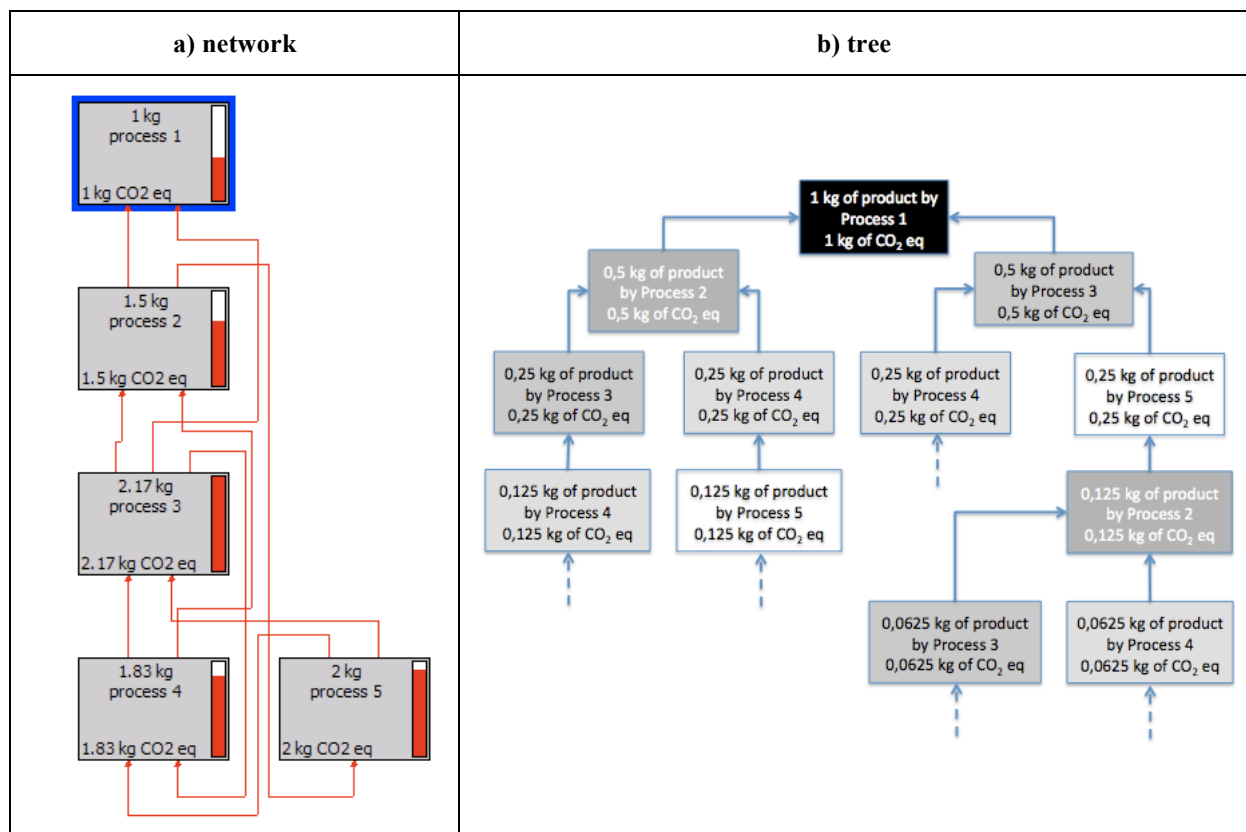 a) network
b) tree
1 kg
process 1
1 kg CO2 eq
1.5 kg
process 2
1.5 kg CO2 eq
2.17 kg
process 3
2.17 kg CO2 eq
1.83 kg
process 4
1.83 kg CO2 eq
2 kg
process 5
2 kg CO2 eq
1 kg of product by
Process 1
1 kg of CO₂ eq
0,5 kg of product
by Process 2
0,5 kg of CO₂ eq
0,5 kg of product
by Process 3
0,5 kg of CO₂ eq
0,25 kg of product
by Process 3
0,25 kg of CO₂ eq
0,25 kg of product
by Process 4
0,25 kg of CO₂ eq
0,25 kg of product
by Process 4
0,25 kg of CO₂ eq
0,25 kg of product
by Process 5
0,25 kg of CO₂ eq
0,125 kg of product
by Process 4
0,125 kg of CO₂ eq
0,125 kg of product
by Process 5
0,125 kg of CO₂ eq
0,125 kg of product
by Process 2
0,125 kg of CO₂ eq
0,0625 kg of product
by Process 3
0,0625 kg of CO₂ eq
0,0625 kg of product
by Process 4
0,0625 kg of CO₂ eq